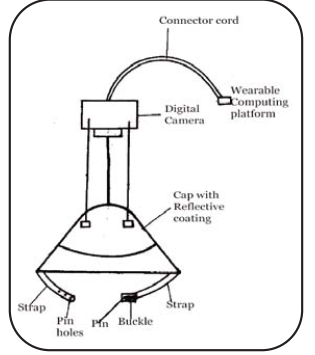 Connector cord
Wearable
Computing
platform
Digital
Camera
Cap with
Reflective
coating
Strap
Pin
holes
Pin
Buckle
Strap